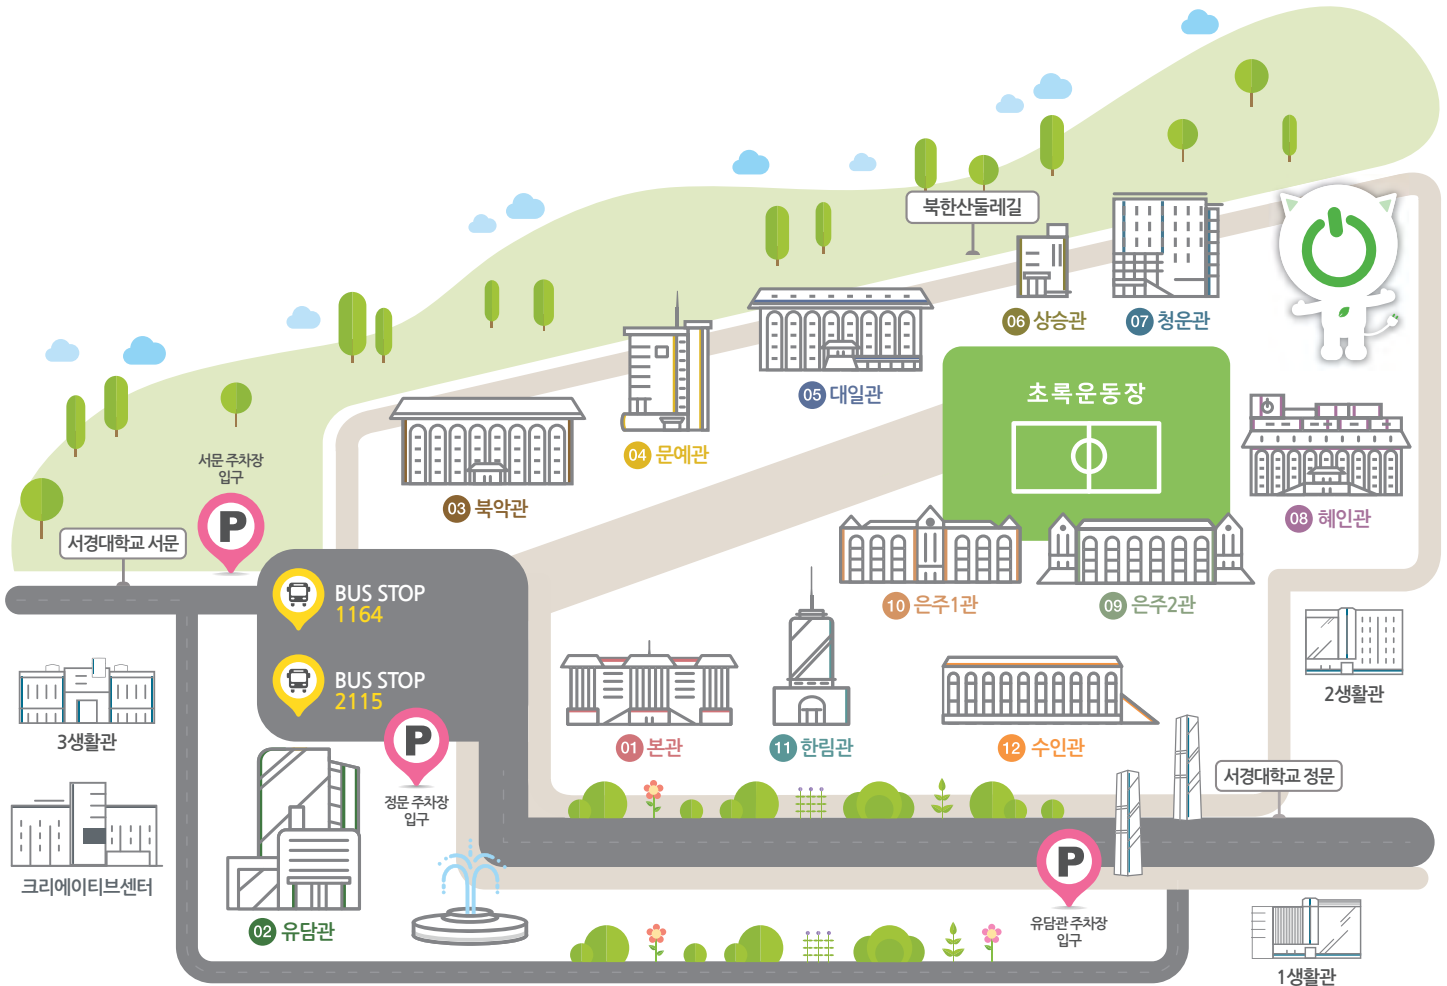 북한산둘레길
06 상승관
07 청운관
05 대일관
초록운동장
04 문예관
서문 주차장
입구
P
03 북악관
08 혜인관
서경대학교 서문
BUS STOP
1164
10 은주1관
09 은주2관
BUS STOP
2115
2생활관
3생활관
P
01 본관
11 한림관
12 수인관
서경대학교 정문
정문 주차장
입구
P
크리에이티브센터
02 유담관
유담관 주차장
입구
1생활관